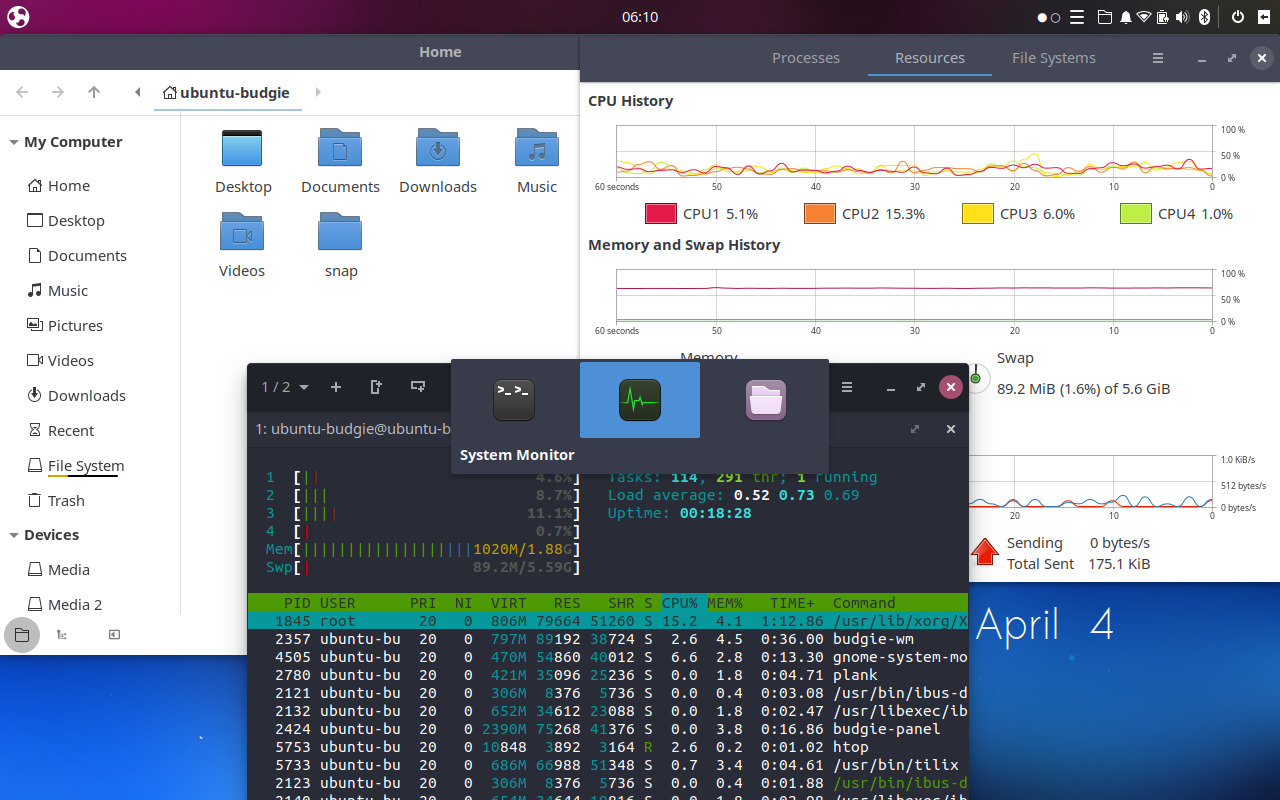 06:10
Home
ubuntu-budgie
My Computer
Home
Desktop
Documents
Music
Pictures
Videos
Downloads
Recent
File System
Trash
Devices
Media
Media 2
Desktop Documents Downloads Music
Videos snap
Processes Resources File Systems
CPU History
100 %
50 %
0 %
60 seconds 50 40 30 20 10 0
CPU1 5.1% CPU2 15.3% CPU3 6.0% CPU4 1.0%
Memory and Swap History
100 %
50 %
0 %
60 seconds 50 40 30 20 10 0
Memory
Swap
89.2 MiB (1.6%) of 5.6 GiB
1.0 KiB/s
512 bytes/s
0 bytes/s
20 10 0
Sending 0 bytes/s
Total Sent 175.1 KiB
1 / 2
>_>_
System Monitor
1: ubuntu-budgie@ubuntu-b
1 [|| 4.6%] Tasks: 114, 291 thr; 1 running
2 [||| 8.7%] Load average: 0.52 0.73 0.69
3 [|||| 11.1%] Uptime: 00:18:28
4 [| 0.7%]
Mem[|||||||||||||||||||1020M/1.88G]
Swp[| 89.2M/5.59G]
PID USER PRI NI VIRT RES SHR S CPU% MEM% TIME+ Command
1845 root 20 0 806M 79664 51260 S 15.2 4.1 1:12.86 /usr/lib/xorg/X
2357 ubuntu-bu 20 0 797M 89192 38724 S 2.6 4.5 0:36.00 budgie-wm
4505 ubuntu-bu 20 0 470M 54860 40012 S 6.6 2.8 0:13.30 gnome-system-mo
2780 ubuntu-bu 20 0 421M 35096 25236 S 0.0 1.8 0:04.71 plank
2121 ubuntu-bu 20 0 306M 8376 5736 S 0.0 0.4 0:03.08 /usr/bin/ibus-d
2132 ubuntu-bu 20 0 652M 34612 23088 S 0.0 1.8 0:02.47 /usr/libexec/ib
2424 ubuntu-bu 20 0 2390M 75268 41376 S 0.0 3.8 0:16.86 budgie-panel
5753 ubuntu-bu 20 0 10848 3892 3164 R 2.6 0.2 0:01.02 htop
5733 ubuntu-bu 20 0 686M 66988 51348 S 0.7 3.4 0:04.61 /usr/bin/tilix
2123 ubuntu-bu 20 0 306M 8376 5736 S 0.0 0.4 0:01.88 /usr/bin/ibus-d
April 4